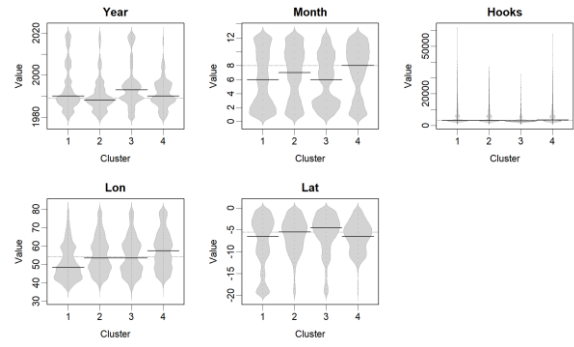 Year
Value
1980
1990
2000
2020
1
2
3
4
Cluster
Month
Value
0
2
4
6
8
12
1
2
3
4
Cluster
Hooks
Value
0
20000
50000
1
2
3
4
Cluster
Lon
Value
30
40
50
60
70
80
1
2
3
4
Cluster
Lat
Value
-20
-15
-10
-5
0
1
2
3
4
Cluster